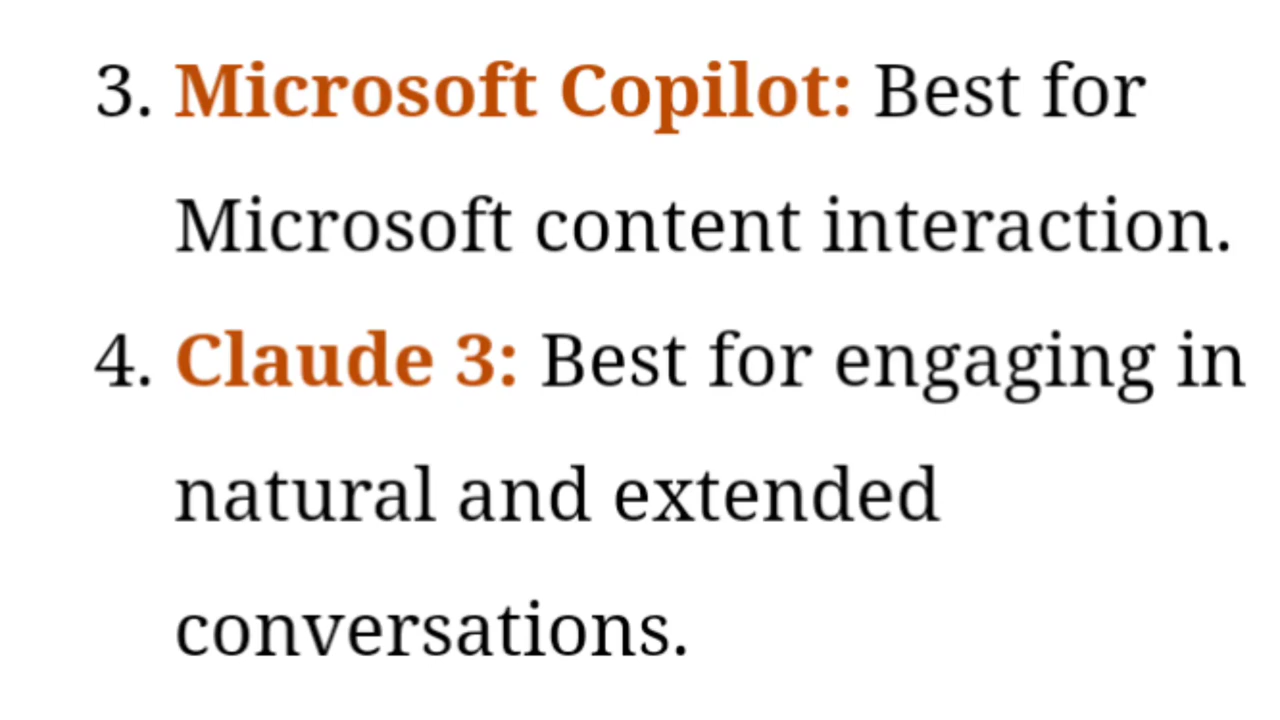 3. Microsoft Copilot: Best for
Microsoft content interaction.
4. Claude 3: Best for engaging in
natural and extended
conversations.